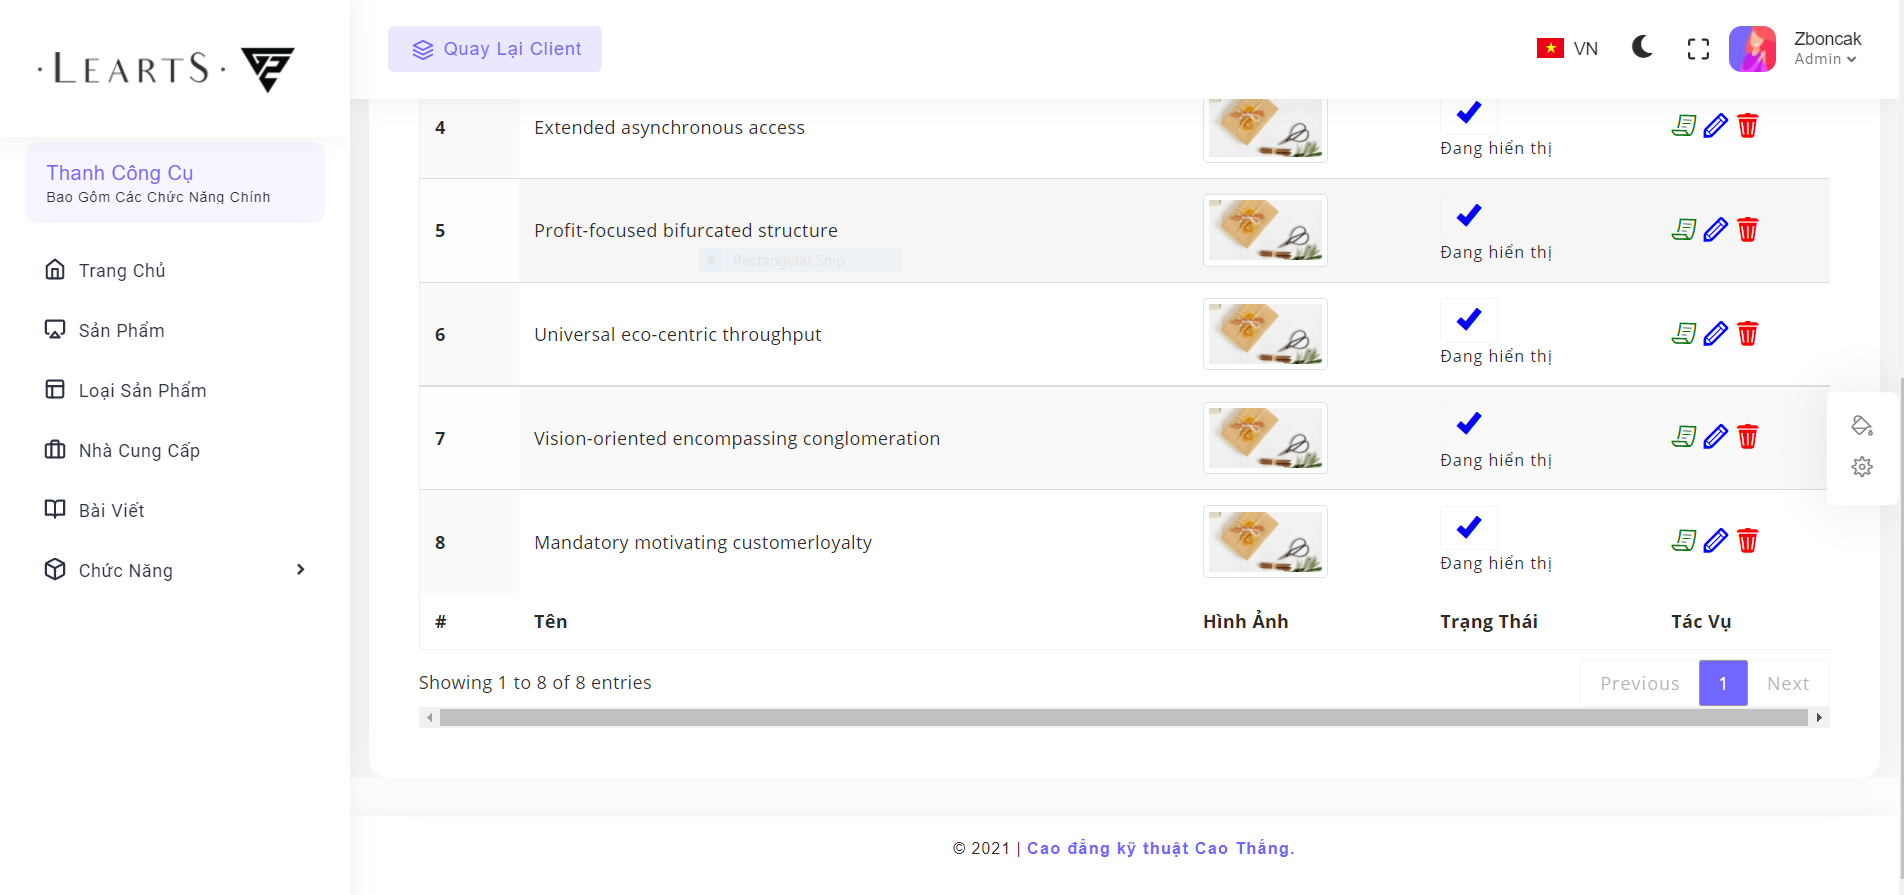 · LEARTS ·
Quay Lại Client
VN
Zboncak
Admin
Thanh Công Cụ
Bao Gôm Các Chức Năng Chính
Trang Chủ
Sản Phẩm
Loại Sản Phẩm
Nhà Cung Cấp
Bài Viết
Chức Năng
4 Extended asynchronous access Đang hiển thị
5 Profit-focused bifurcated structure Đang hiển thị
Rectangular Snip
6 Universal eco-centric throughput Đang hiển thị
7 Vision-oriented encompassing conglomeration Đang hiển thị
8 Mandatory motivating customerloyalty Đang hiển thị
# Tên Hình Ảnh Trạng Thái Tác Vụ
Showing 1 to 8 of 8 entries
Previous 1 Next
© 2021 | Cao đẳng kỹ thuật Cao Thắng.